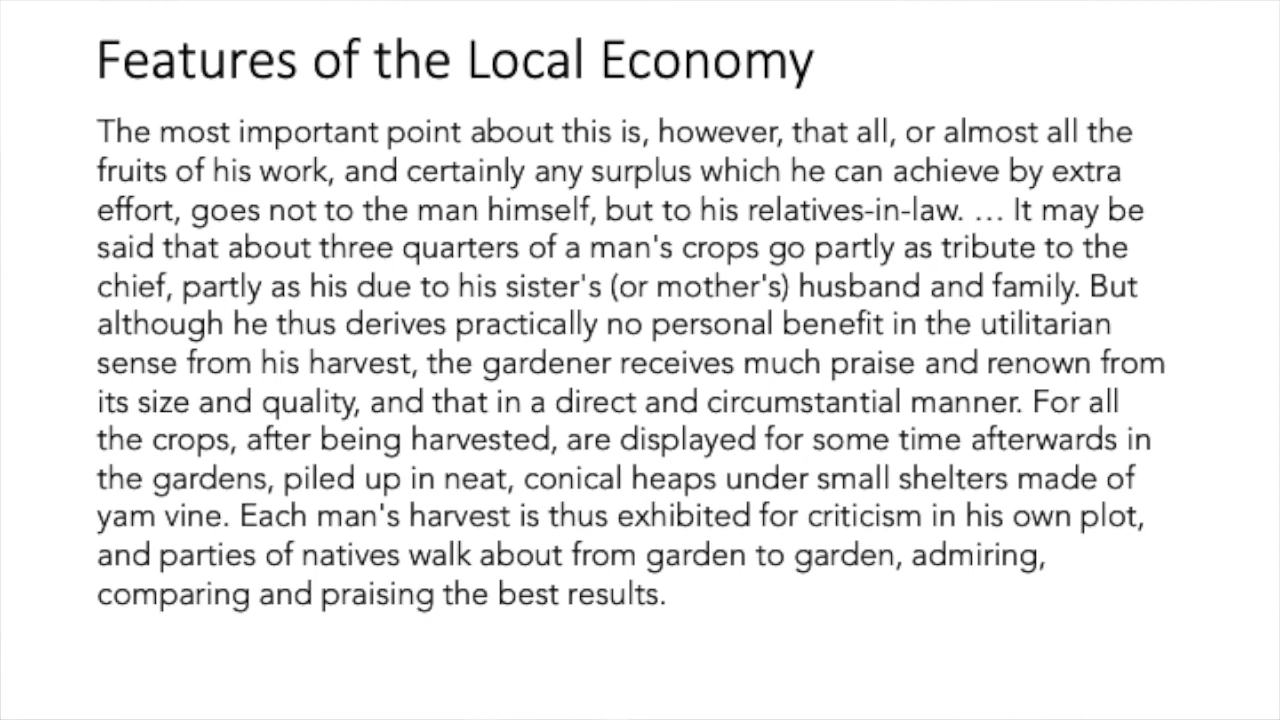 Features of the Local Economy
The most important point about this is, however, that all, or almost all the
fruits of his work, and certainly any surplus which he can achieve by extra
effort, goes not to the man himself, but to his relatives-in-law. … It may be
said that about three quarters of a man's crops go partly as tribute to the
chief, partly as his due to his sister's (or mother's) husband and family. But
although he thus derives practically no personal benefit in the utilitarian
sense from his harvest, the gardener receives much praise and renown from
its size and quality, and that in a direct and circumstantial manner. For all
the crops, after being harvested, are displayed for some time afterwards in
the gardens, piled up in neat, conical heaps under small shelters made of
yam vine. Each man's harvest is thus exhibited for criticism in his own plot,
and parties of natives walk about from garden to garden, admiring,
comparing and praising the best results.